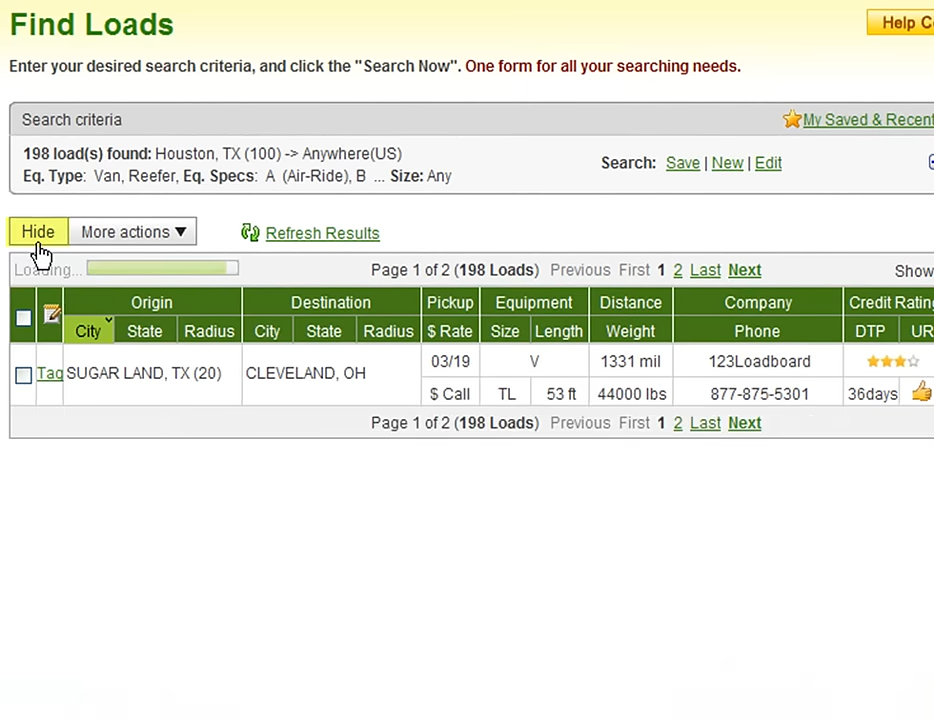 Find Loads
Help C
Enter your desired search criteria, and click the "Search Now". One form for all your searching needs.
Search criteria
My Saved & Recent
198 load(s) found: Houston, TX (100) -> Anywhere(US)
Eq. Type: Van, Reefer, Eq. Specs: A (Air-Ride), B ... Size: Any
Search: Save | New | Edit
Hide More actions ▼ Refresh Results
Loading... Page 1 of 2 (198 Loads) Previous First 1 2 Last Next Show
Origin Destination Pickup Equipment Distance Company Credit Rating
City State Radius City State Radius $ Rate Size Length Weight Phone DTP UR
Tag SUGAR LAND, TX (20) CLEVELAND, OH 03/19 V 1331 mil 123Loadboard
$ Call TL 53 ft 44000 lbs 877-875-5301 36days
Page 1 of 2 (198 Loads) Previous First 1 2 Last Next